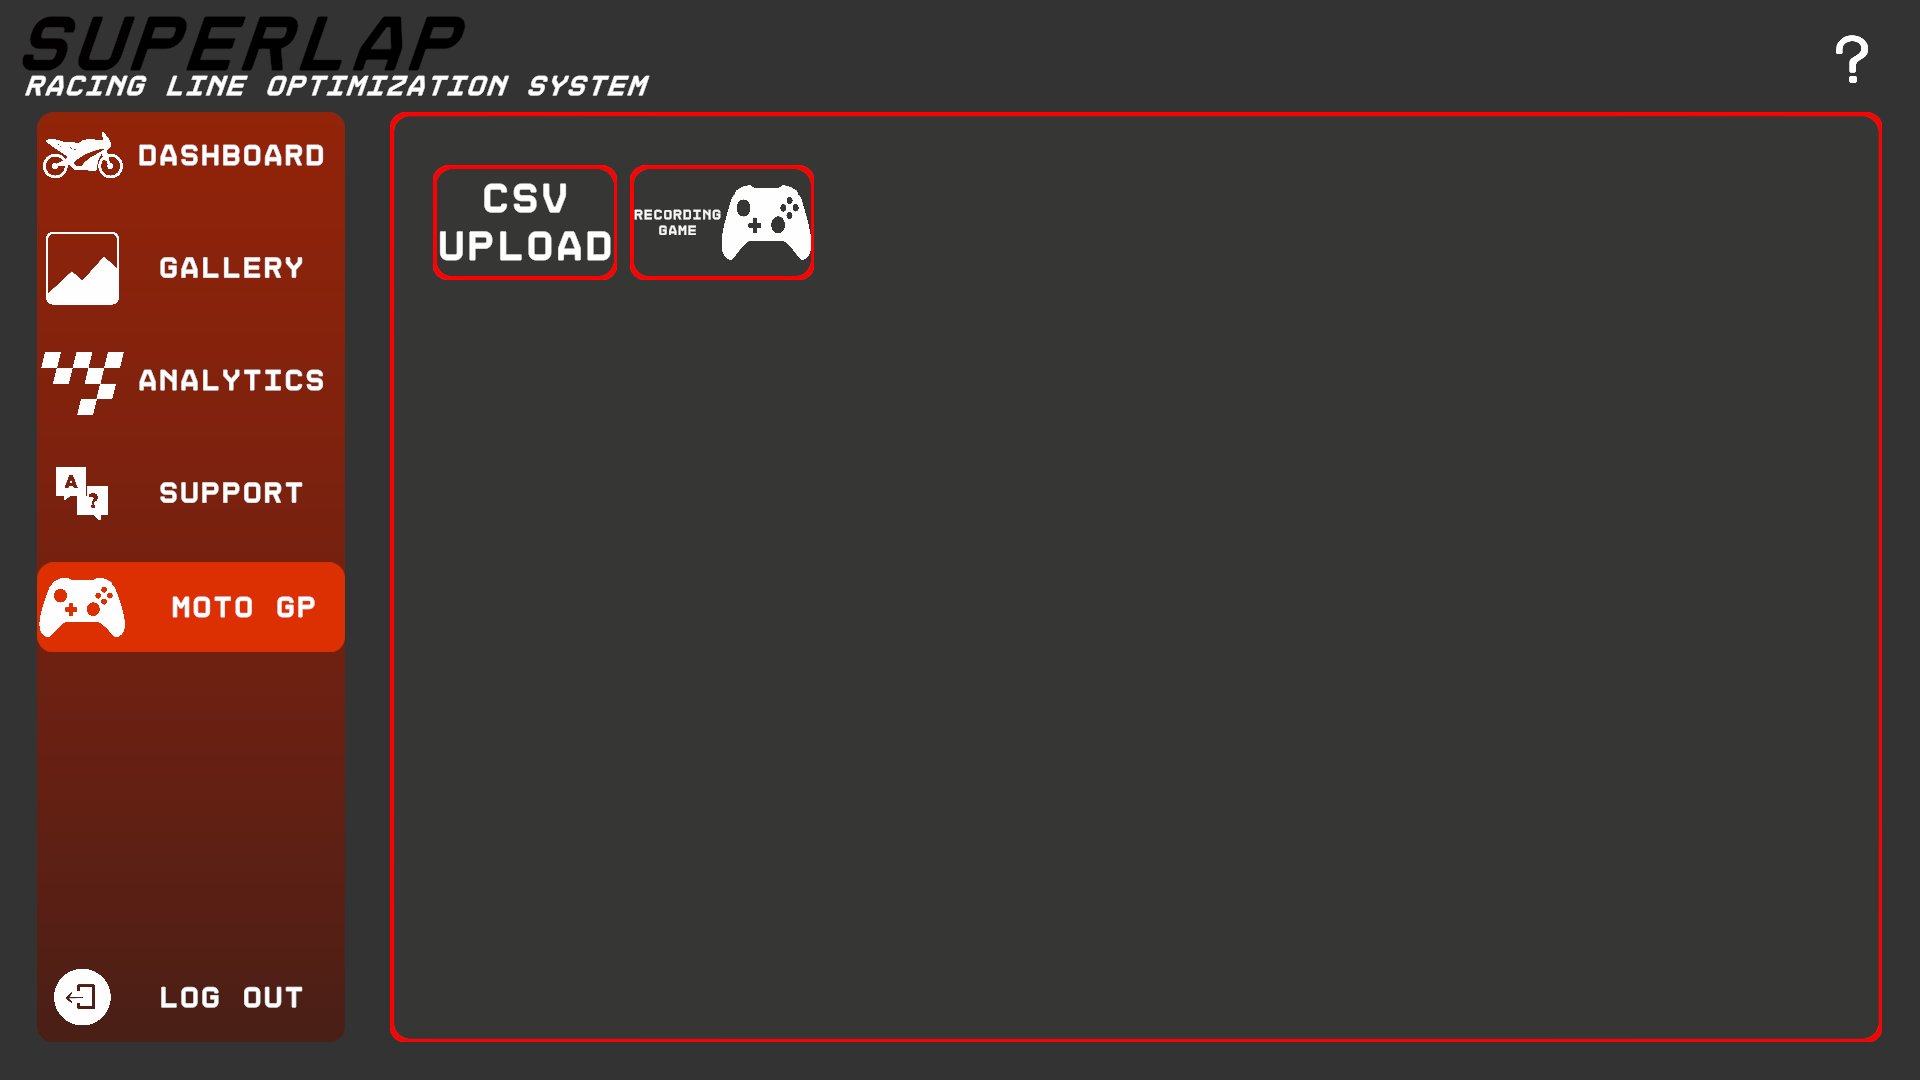 SUPERLAP
RACING LINE OPTIMIZATION SYSTEM
?
DASHBOARD
GALLERY
ANALYTICS
A
?
SUPPORT
MOTO GP
LOG OUT
CSV
UPLOAD
RECORDING
GAME